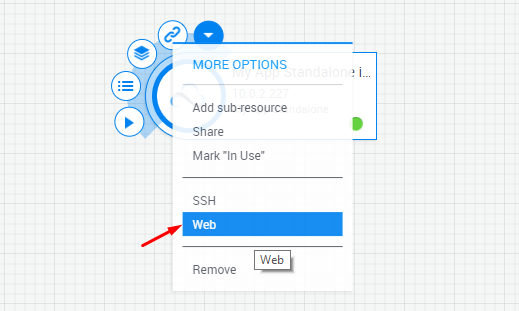 MORE OPTIONS
My App Standalone i...
10.0.2.227
Add sub-resource
Standalone
Share
Mark "In Use"
SSH
Web
Web
Remove